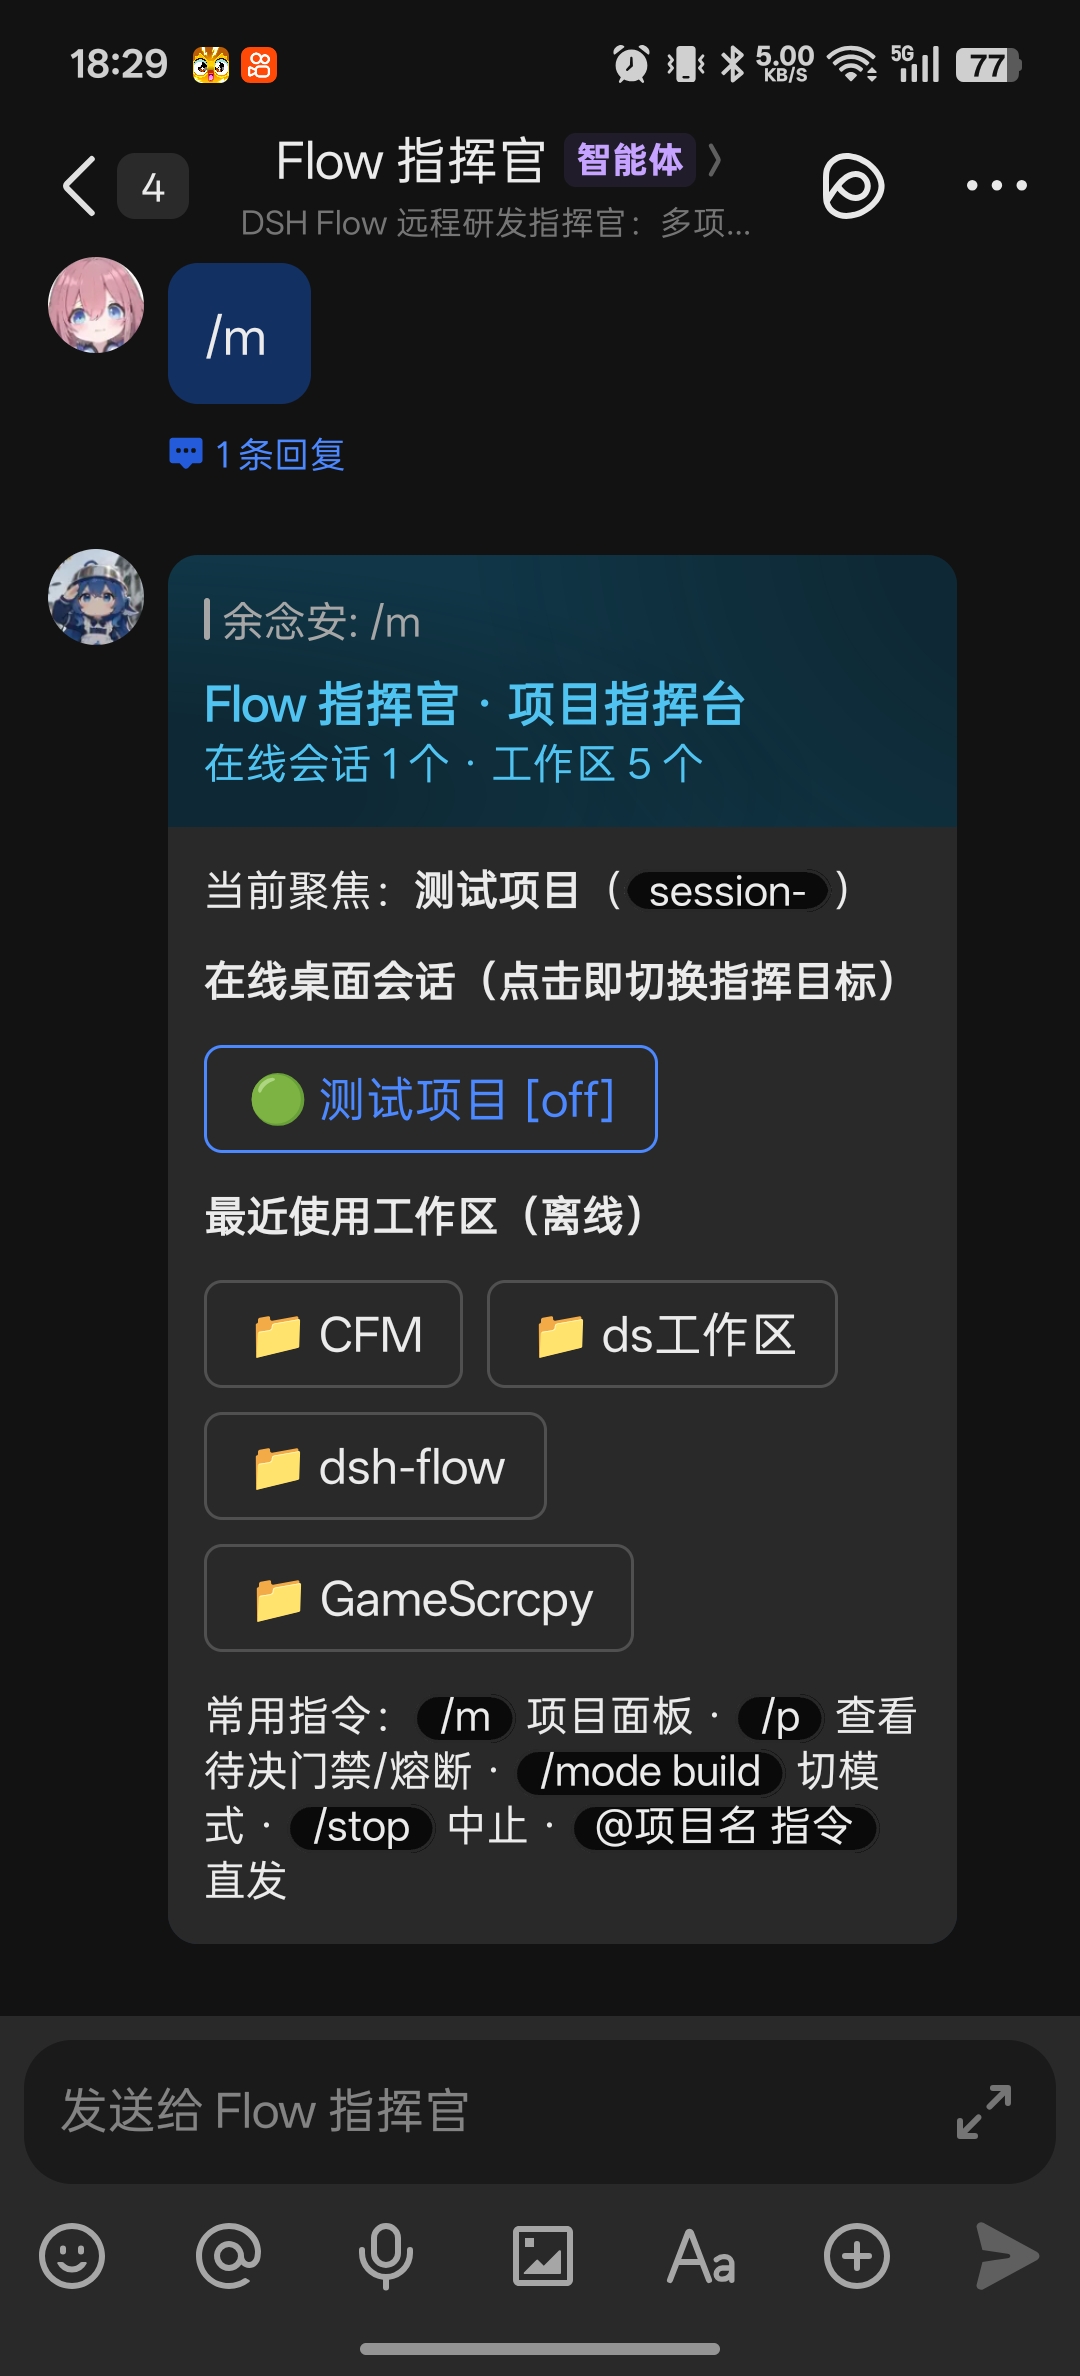 18:29
5.00 KB/S
5G
77
4
Flow 指挥官 智能体
DSH Flow 远程研发指挥官：多项...
/m
1 条回复
余念安: /m
Flow 指挥官 · 项目指挥台
在线会话 1 个 · 工作区 5 个
当前聚焦：测试项目（session-）
在线桌面会话（点击即切换指挥目标）
测试项目 [off]
最近使用工作区（离线）
CFM
ds工作区
dsh-flow
GameScrcpy
常用指令： /m 项目面板 · /p 查看
待决门禁/熔断 · /mode build 切模
式 · /stop 中止 · @项目名 指令
直发
发送给 Flow 指挥官
Aa